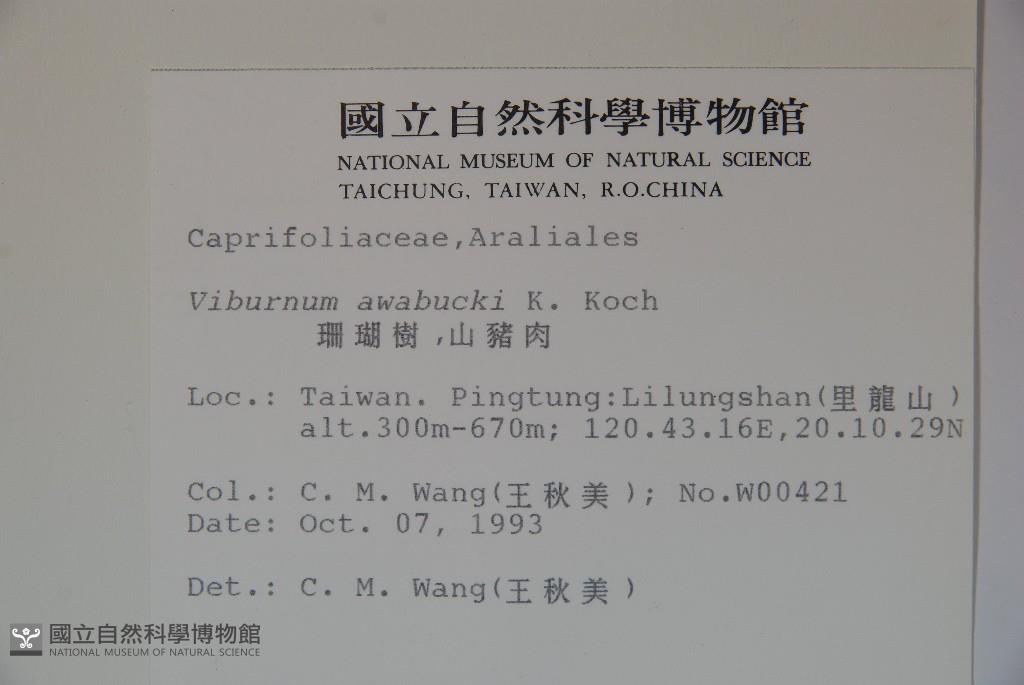 國立自然科學博物館
NATIONAL MUSEUM OF NATURAL SCIENCE
TAICHUNG, TAIWAN, R.O.CHINA
Caprifoliaceae,Araliales
Viburnum awabucki K. Koch
珊瑚樹,山豬肉
Loc.: Taiwan. Pingtung:Lilungshan(里龍山)
alt.300m-670m; 120.43.16E,20.10.29N
Col.: C. M. Wang(王秋美); No.W00421
Date: Oct. 07, 1993
Det.: C. M. Wang(王秋美)
國立自然科學博物館
NATIONAL MUSEUM OF NATURAL SCIENCE